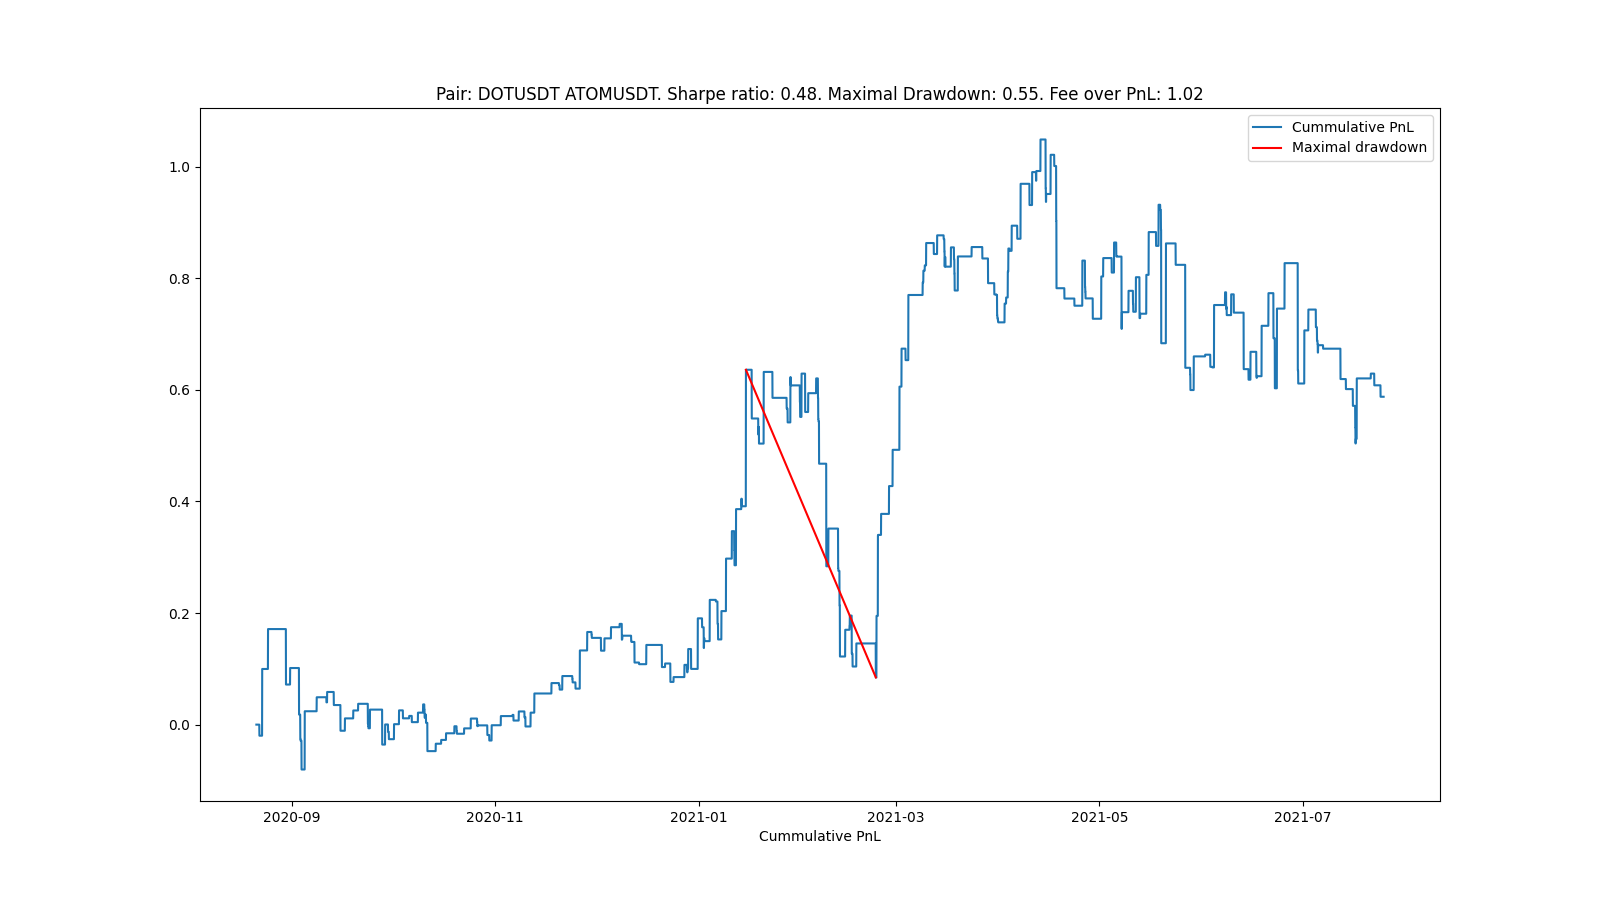 Pair: DOTUSDT ATOMUSDT. Sharpe ratio: 0.48. Maximal Drawdown: 0.55. Fee over PnL: 1.02
Cummulative PnL
Maximal drawdown
1.0
0.8
0.6
0.4
0.2
0.0
2020-09 2020-11 2021-01 2021-03 2021-05 2021-07
Cummulative PnL